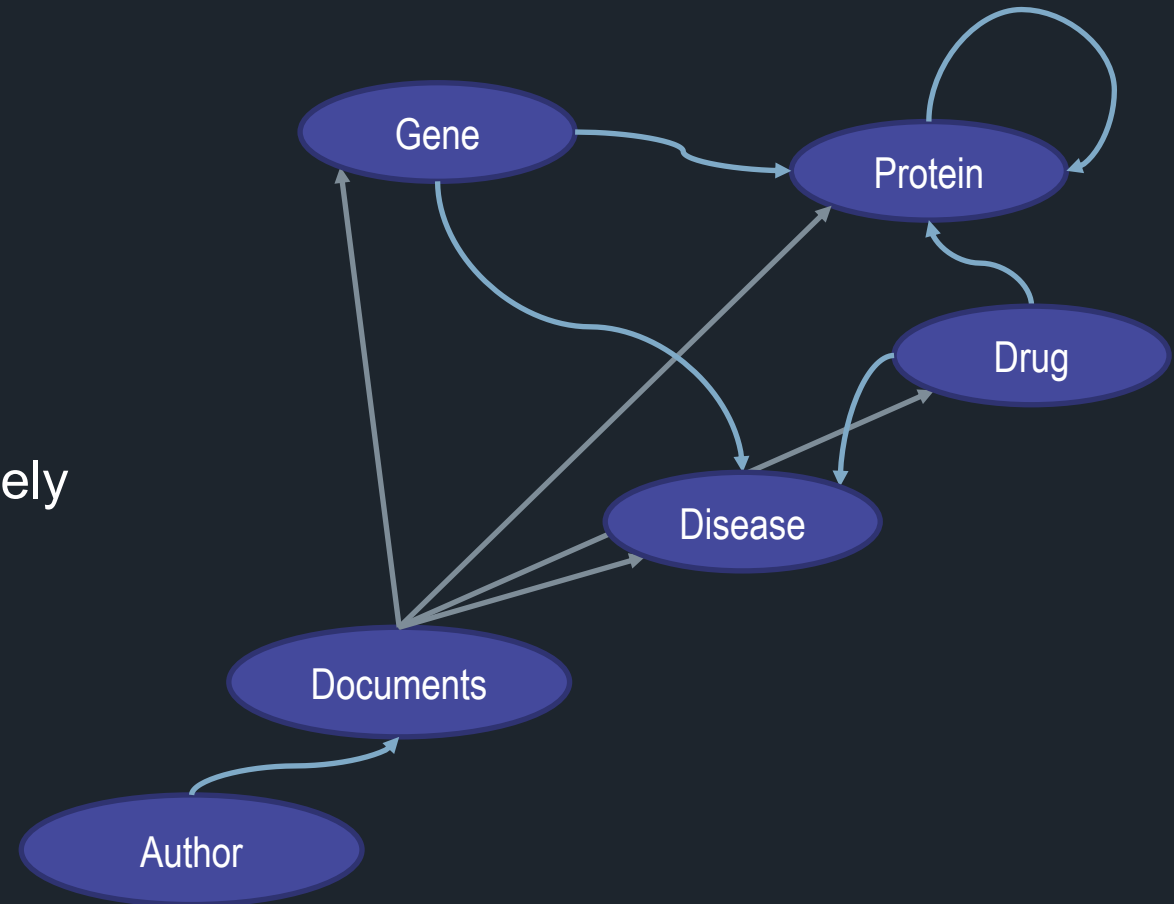 Gene
Protein
Drug
ely
Disease
Documents
Author